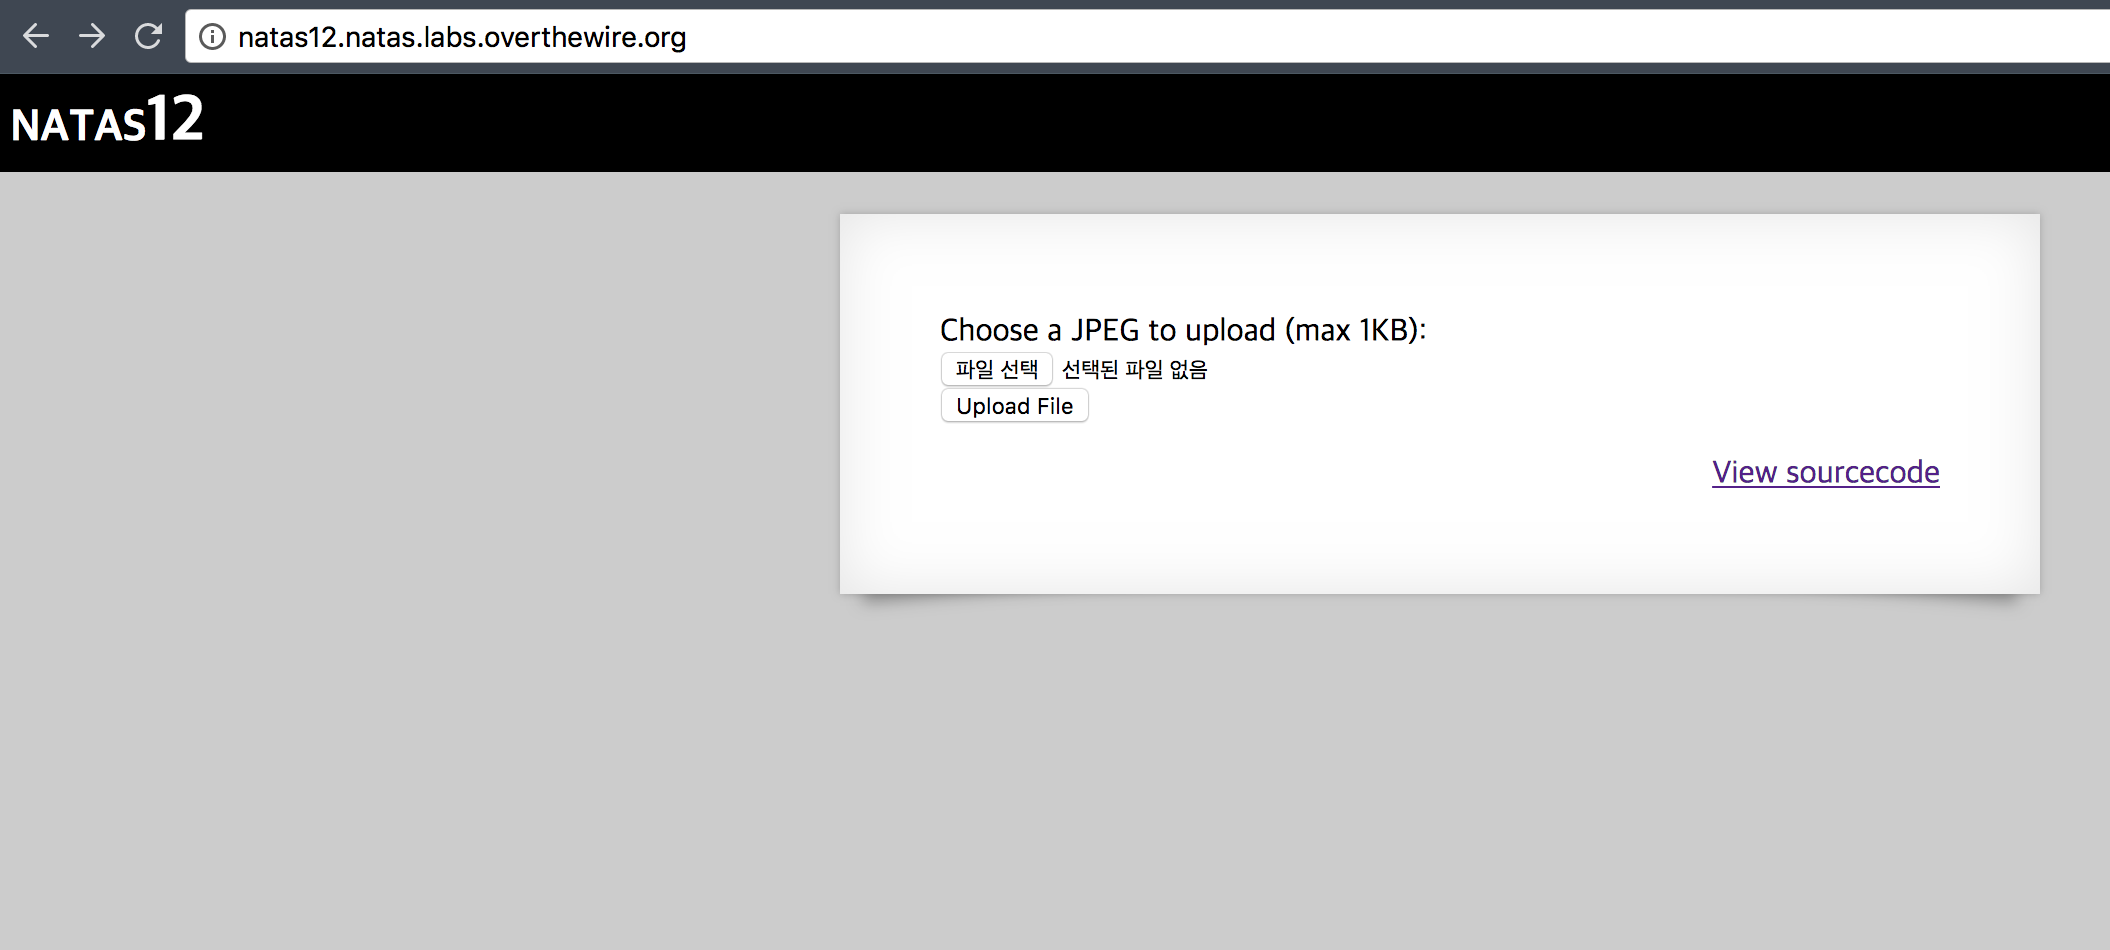 natas12.natas.labs.overthewire.org
NATAS12
Choose a JPEG to upload (max 1KB):
파일 선택 선택된 파일 없음
Upload File
View sourcecode